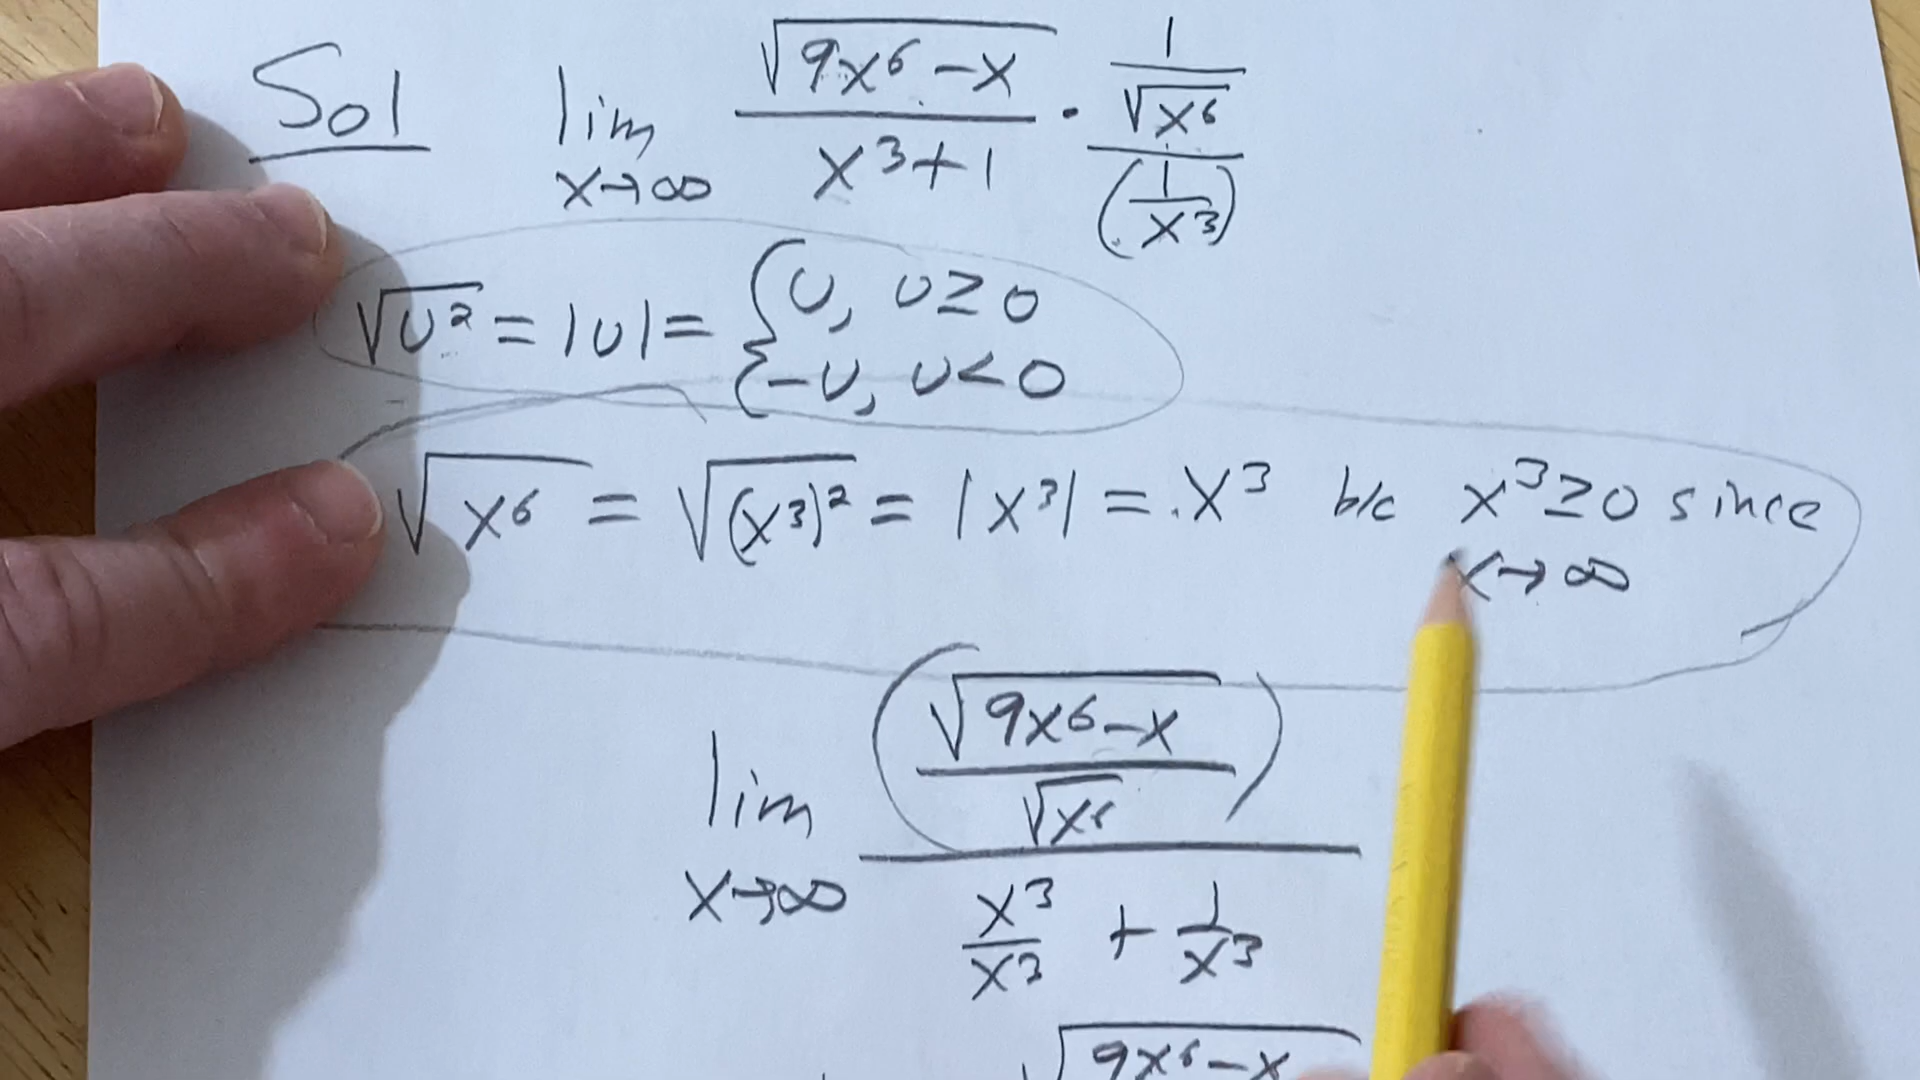 Sol lim x→∞ √(9x⁶-x) / (x³+1) · (1/√x⁶) / (1/x³)
√U² = |U| = { U, U≥0
{ -U, U<0
√x⁶ = √(x³)² = |x³| = x³ b/c x³≥0 since
x→∞
lim x→∞ (√(9x⁶-x) / √x⁶) / (x³/x³ + 1/x³)
√9x⁶-x